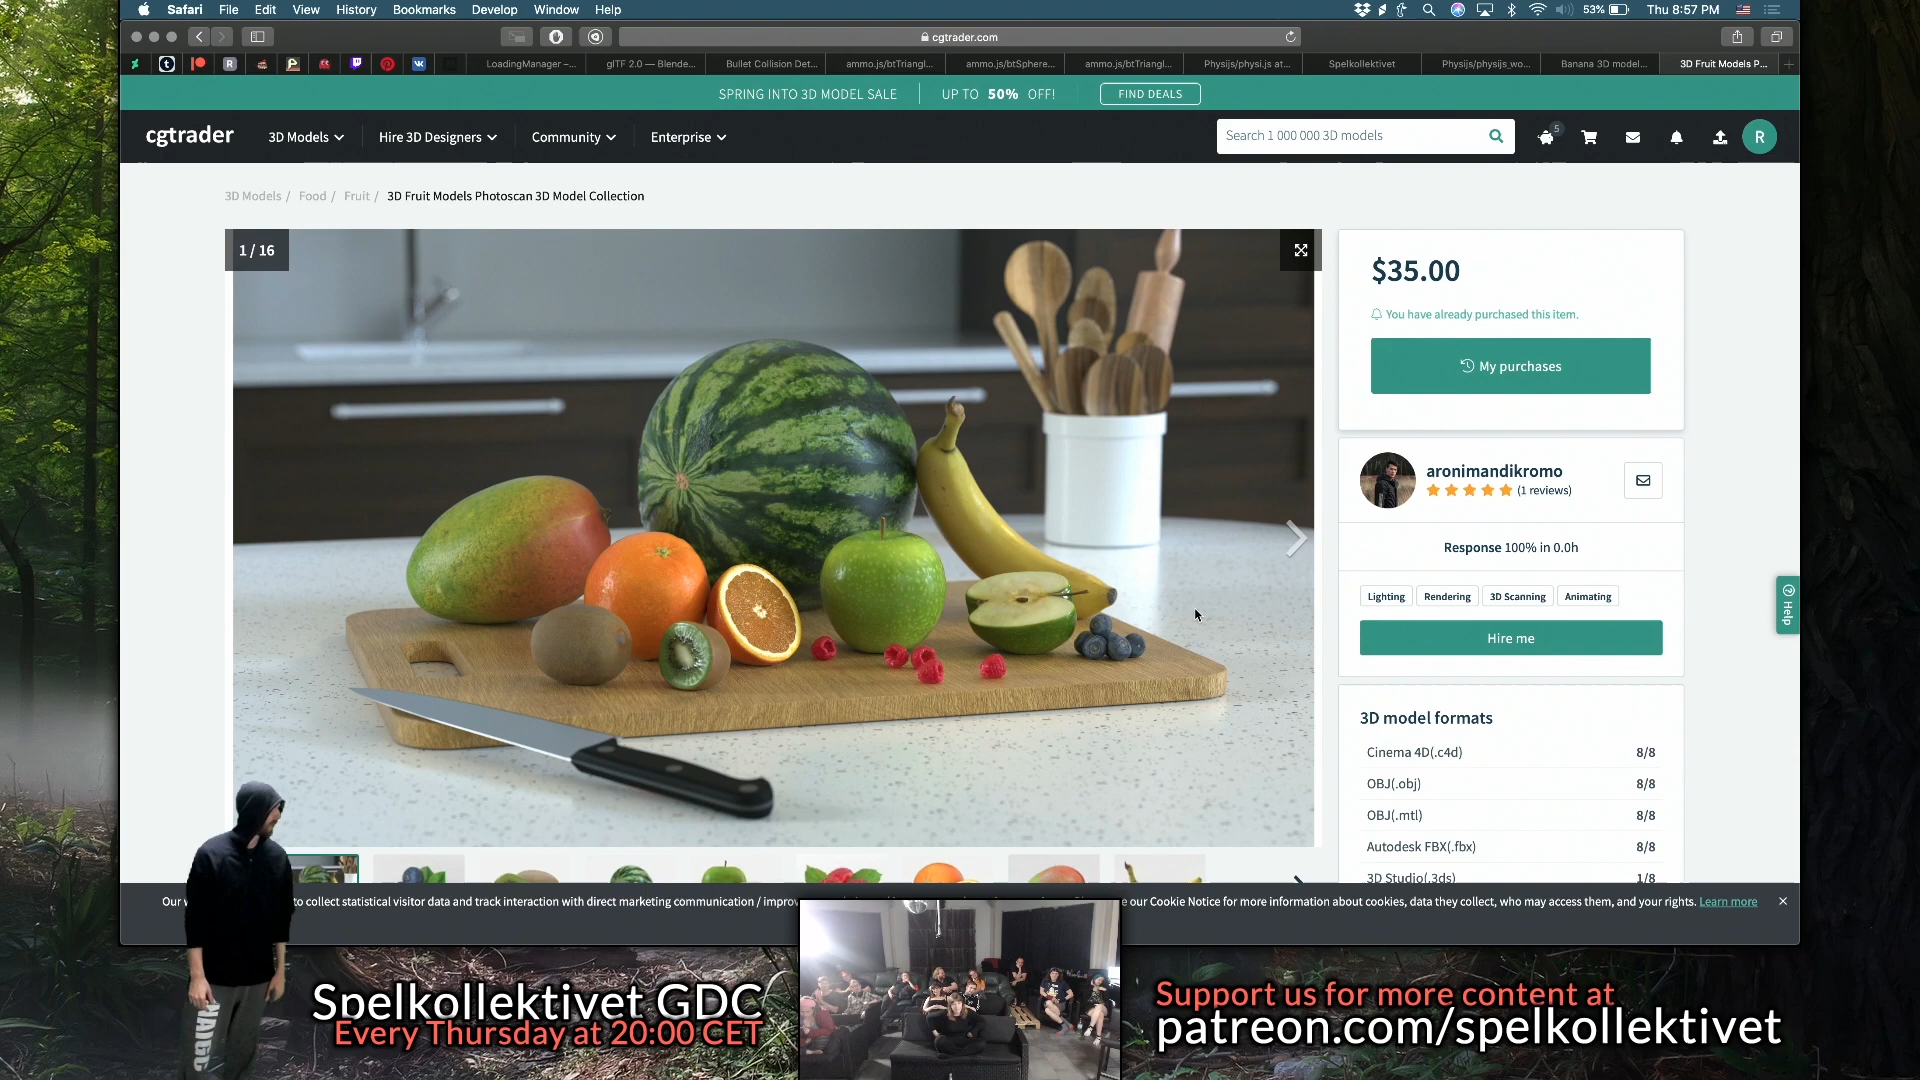 Safari File Edit View History Bookmarks Develop Window Help
53% Thu 8:57 PM
cgtrader.com
LoadingManager –...
glTF 2.0 — Blende...
Bullet Collision Det...
ammo.js/btTriangl...
ammo.js/btSphere...
ammo.js/btTriangl...
Physijs/physi.js at...
Spelkollektivet
Physijs/physijs_wo...
Banana 3D model...
3D Fruit Models P...
SPRING INTO 3D MODEL SALE
UP TO 50% OFF!
FIND DEALS
cgtrader
3D Models
Hire 3D Designers
Community
Enterprise
Search 1 000 000 3D models
5
R
3D Models / Food / Fruit / 3D Fruit Models Photoscan 3D Model Collection
1 / 16
$35.00
You have already purchased this item.
My purchases
aronimandikromo
(1 reviews)
Response 100% in 0.0h
Lighting
Rendering
3D Scanning
Animating
Hire me
Help
3D model formats
Cinema 4D(.c4d) 8/8
OBJ(.obj) 8/8
OBJ(.mtl) 8/8
Autodesk FBX(.fbx) 8/8
3D Studio(.3ds) 1/8
Our
to collect statistical visitor data and track interaction with direct marketing communication /
our Cookie Notice for more information about cookies, data they collect, who may access them, and your rights. Learn more
Spelkollektivet GDC
Every Thursday at 20:00 CET
Support us for more content at
patreon.com/spelkollektivet